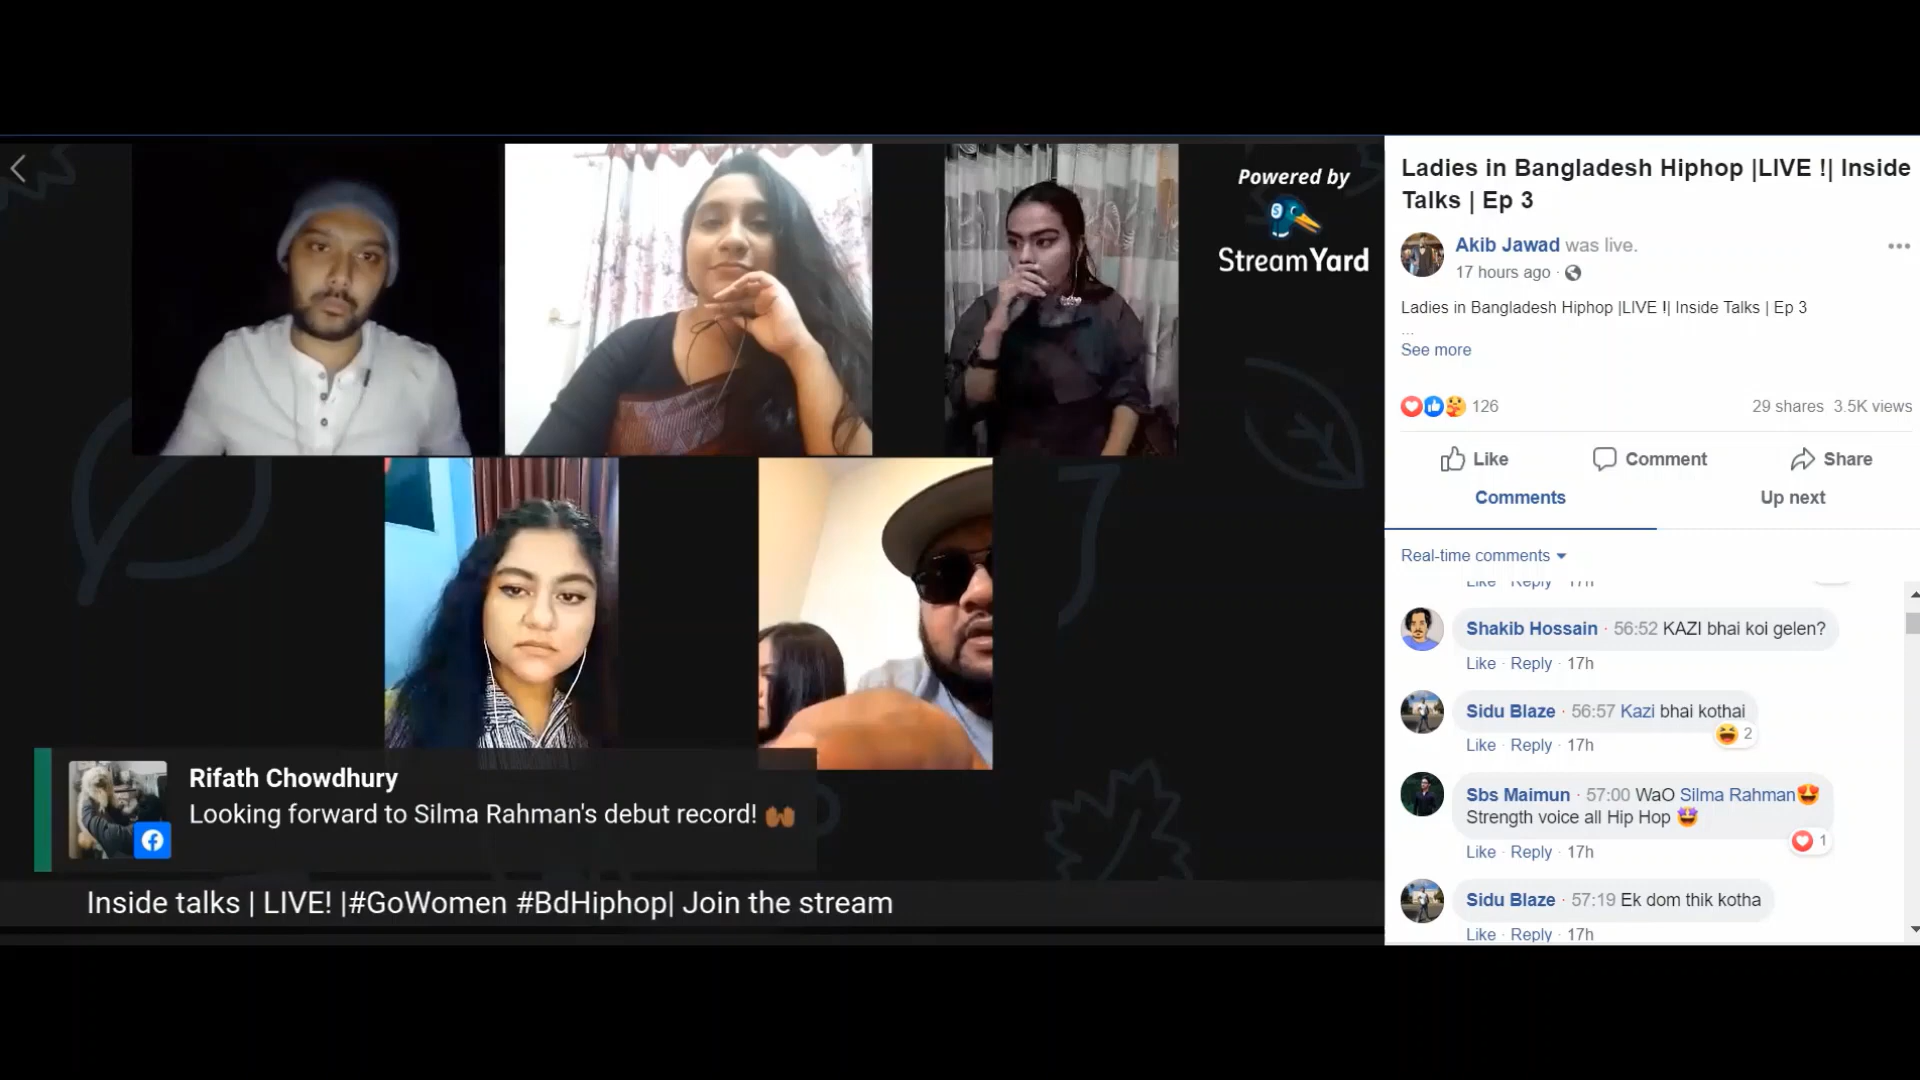 Powered by
StreamYard
Rifath Chowdhury
Looking forward to Silma Rahman's debut record! 🙌🏾
Inside talks | LIVE! |#GoWomen #BdHiphop| Join the stream
Ladies in Bangladesh Hiphop |LIVE !| Inside
Talks | Ep 3
Akib Jawad was live.
17 hours ago ·
Ladies in Bangladesh Hiphop |LIVE !| Inside Talks | Ep 3
...
See more
126
29 shares 3.5K views
Like Comment Share
Comments Up next
Real-time comments
Like · Reply · 17h
Shakib Hossain · 56:52 KAZI bhai koi gelen?
Like · Reply · 17h
Sidu Blaze · 56:57 Kazi bhai kothai
2
Like · Reply · 17h
Sbs Maimun · 57:00 WaO Silma Rahman😍
Strength voice all Hip Hop 🤩
1
Like · Reply · 17h
Sidu Blaze · 57:19 Ek dom thik kotha
Like · Reply · 17h